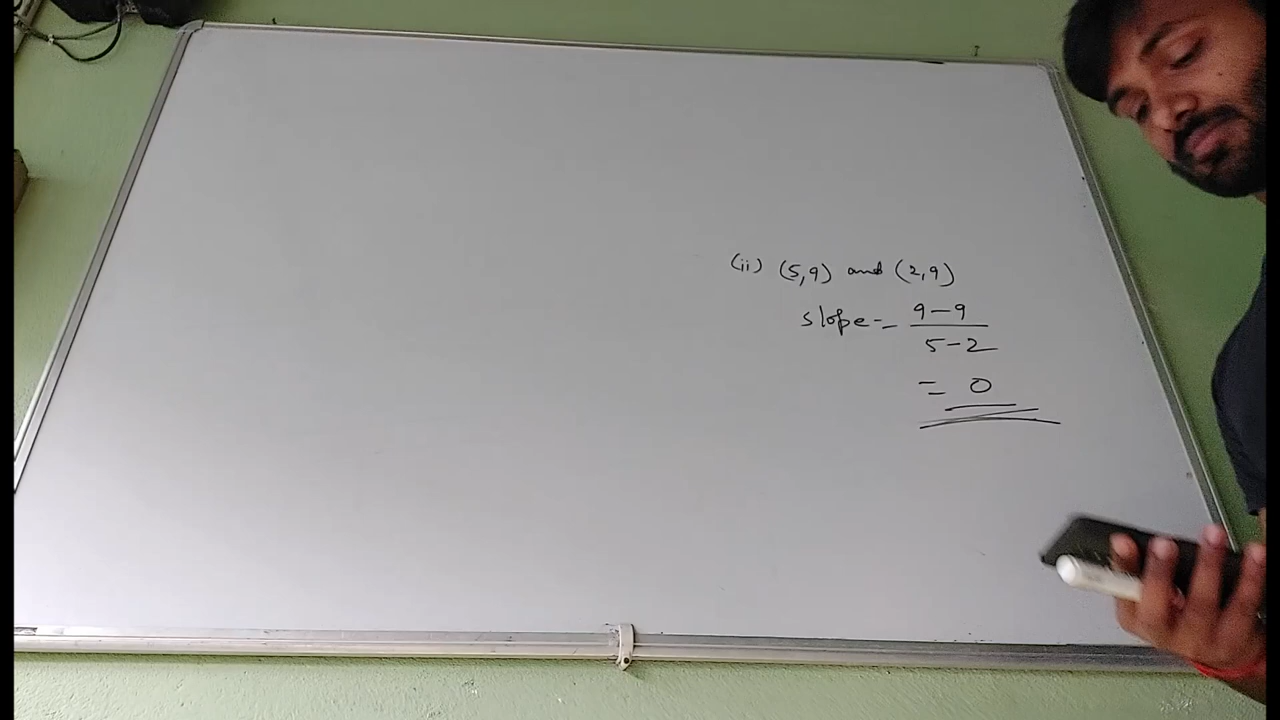 (ii) (5,9) and (2,9)
slope = 9-9
5-2
= 0